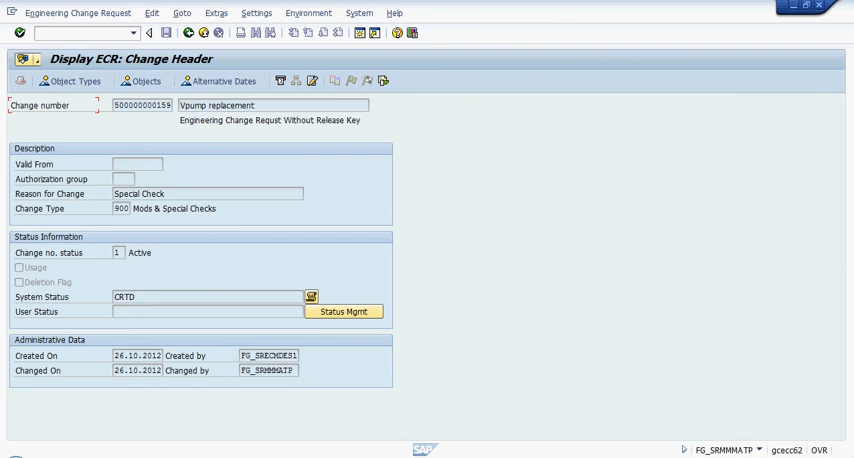 Engineering Change Request Edit Goto Extras Settings Environment System Help
Display ECR: Change Header
Object Types Objects Alternative Dates
Change number 500000000159 Vpump replacement
Engineering Change Requst Without Release Key
Description
Valid From
Authorization group
Reason for Change Special Check
Change Type 900 Mods & Special Checks
Status Information
Change no. status 1 Active
Usage
Deletion Flag
System Status CRTD
User Status Status Mgmt
Administrative Data
Created On 26.10.2012 Created by FG_SRECMDES1
Changed On 26.10.2012 Changed by FG_SRMMMATP
SAP FG_SRMMMATP gcecc62 OVR